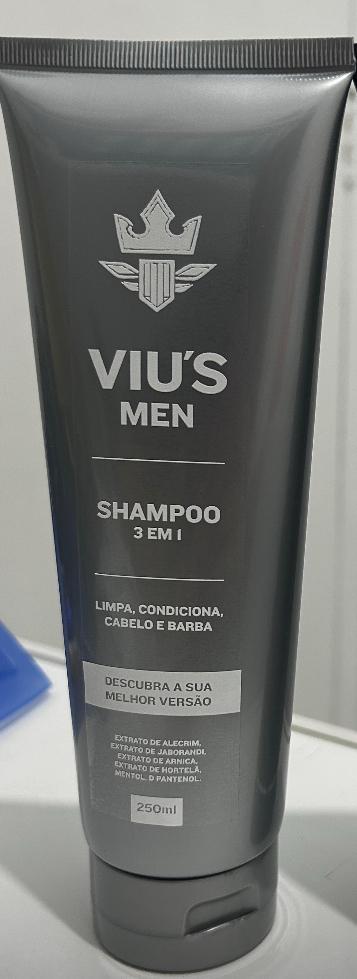 VIU'S
MEN
SHAMPOO
3 EM 1
LIMPA, CONDICIONA,
CABELO E BARBA
DESCUBRA A SUA
MELHOR VERSÃO
EXTRATO DE ALECRIM,
EXTRATO DE JABORANDI,
EXTRATO DE ARNICA,
EXTRATO DE HORTELÃ,
MENTOL, D PANTENOL.
250ml